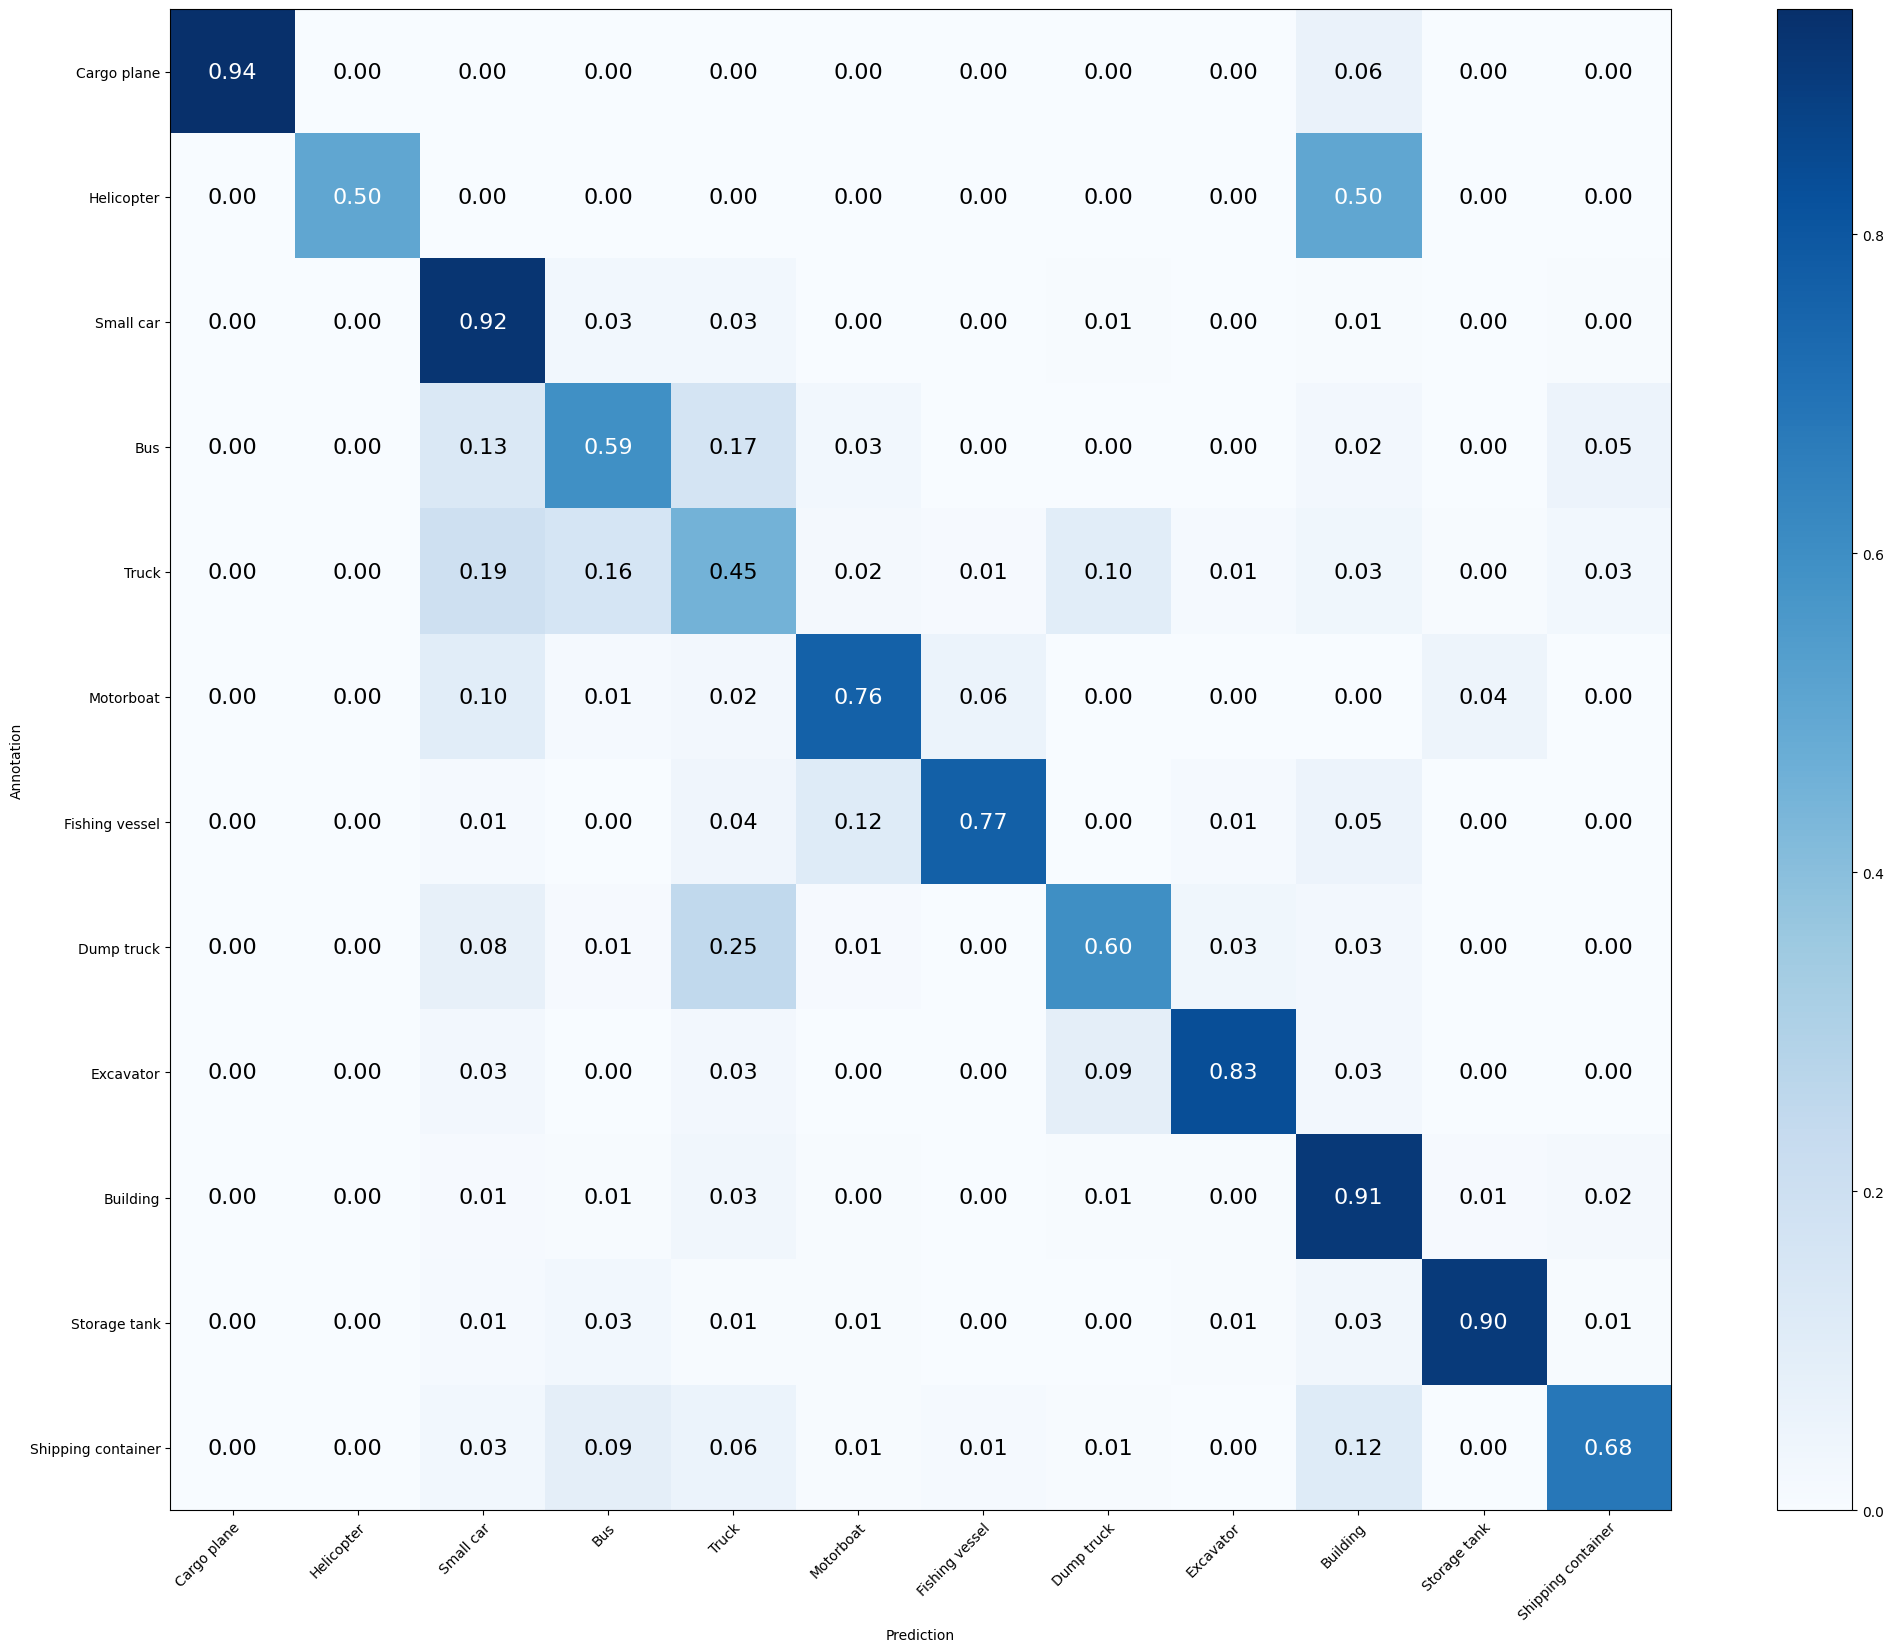 Cargo plane 0.94 0.00 0.00 0.00 0.00 0.00 0.00 0.00 0.00 0.06 0.00 0.00
Helicopter 0.00 0.50 0.00 0.00 0.00 0.00 0.00 0.00 0.00 0.50 0.00 0.00
0.8
Small car 0.00 0.00 0.92 0.03 0.03 0.00 0.00 0.01 0.00 0.01 0.00 0.00
Bus 0.00 0.00 0.13 0.59 0.17 0.03 0.00 0.00 0.00 0.02 0.00 0.05
0.6
Truck 0.00 0.00 0.19 0.16 0.45 0.02 0.01 0.10 0.01 0.03 0.00 0.03
Motorboat 0.00 0.00 0.10 0.01 0.02 0.76 0.06 0.00 0.00 0.00 0.04 0.00
Annotation
Fishing vessel 0.00 0.00 0.01 0.00 0.04 0.12 0.77 0.00 0.01 0.05 0.00 0.00
0.4
Dump truck 0.00 0.00 0.08 0.01 0.25 0.01 0.00 0.60 0.03 0.03 0.00 0.00
Excavator 0.00 0.00 0.03 0.00 0.03 0.00 0.00 0.09 0.83 0.03 0.00 0.00
0.2
Building 0.00 0.00 0.01 0.01 0.03 0.00 0.00 0.01 0.00 0.91 0.01 0.02
Storage tank 0.00 0.00 0.01 0.03 0.01 0.01 0.00 0.00 0.01 0.03 0.90 0.01
Shipping container 0.00 0.00 0.03 0.09 0.06 0.01 0.01 0.01 0.00 0.12 0.00 0.68
0.0
Cargo plane
Helicopter
Small car
Bus
Truck
Motorboat
Fishing vessel
Dump truck
Excavator
Building
Storage tank
Shipping container
Prediction